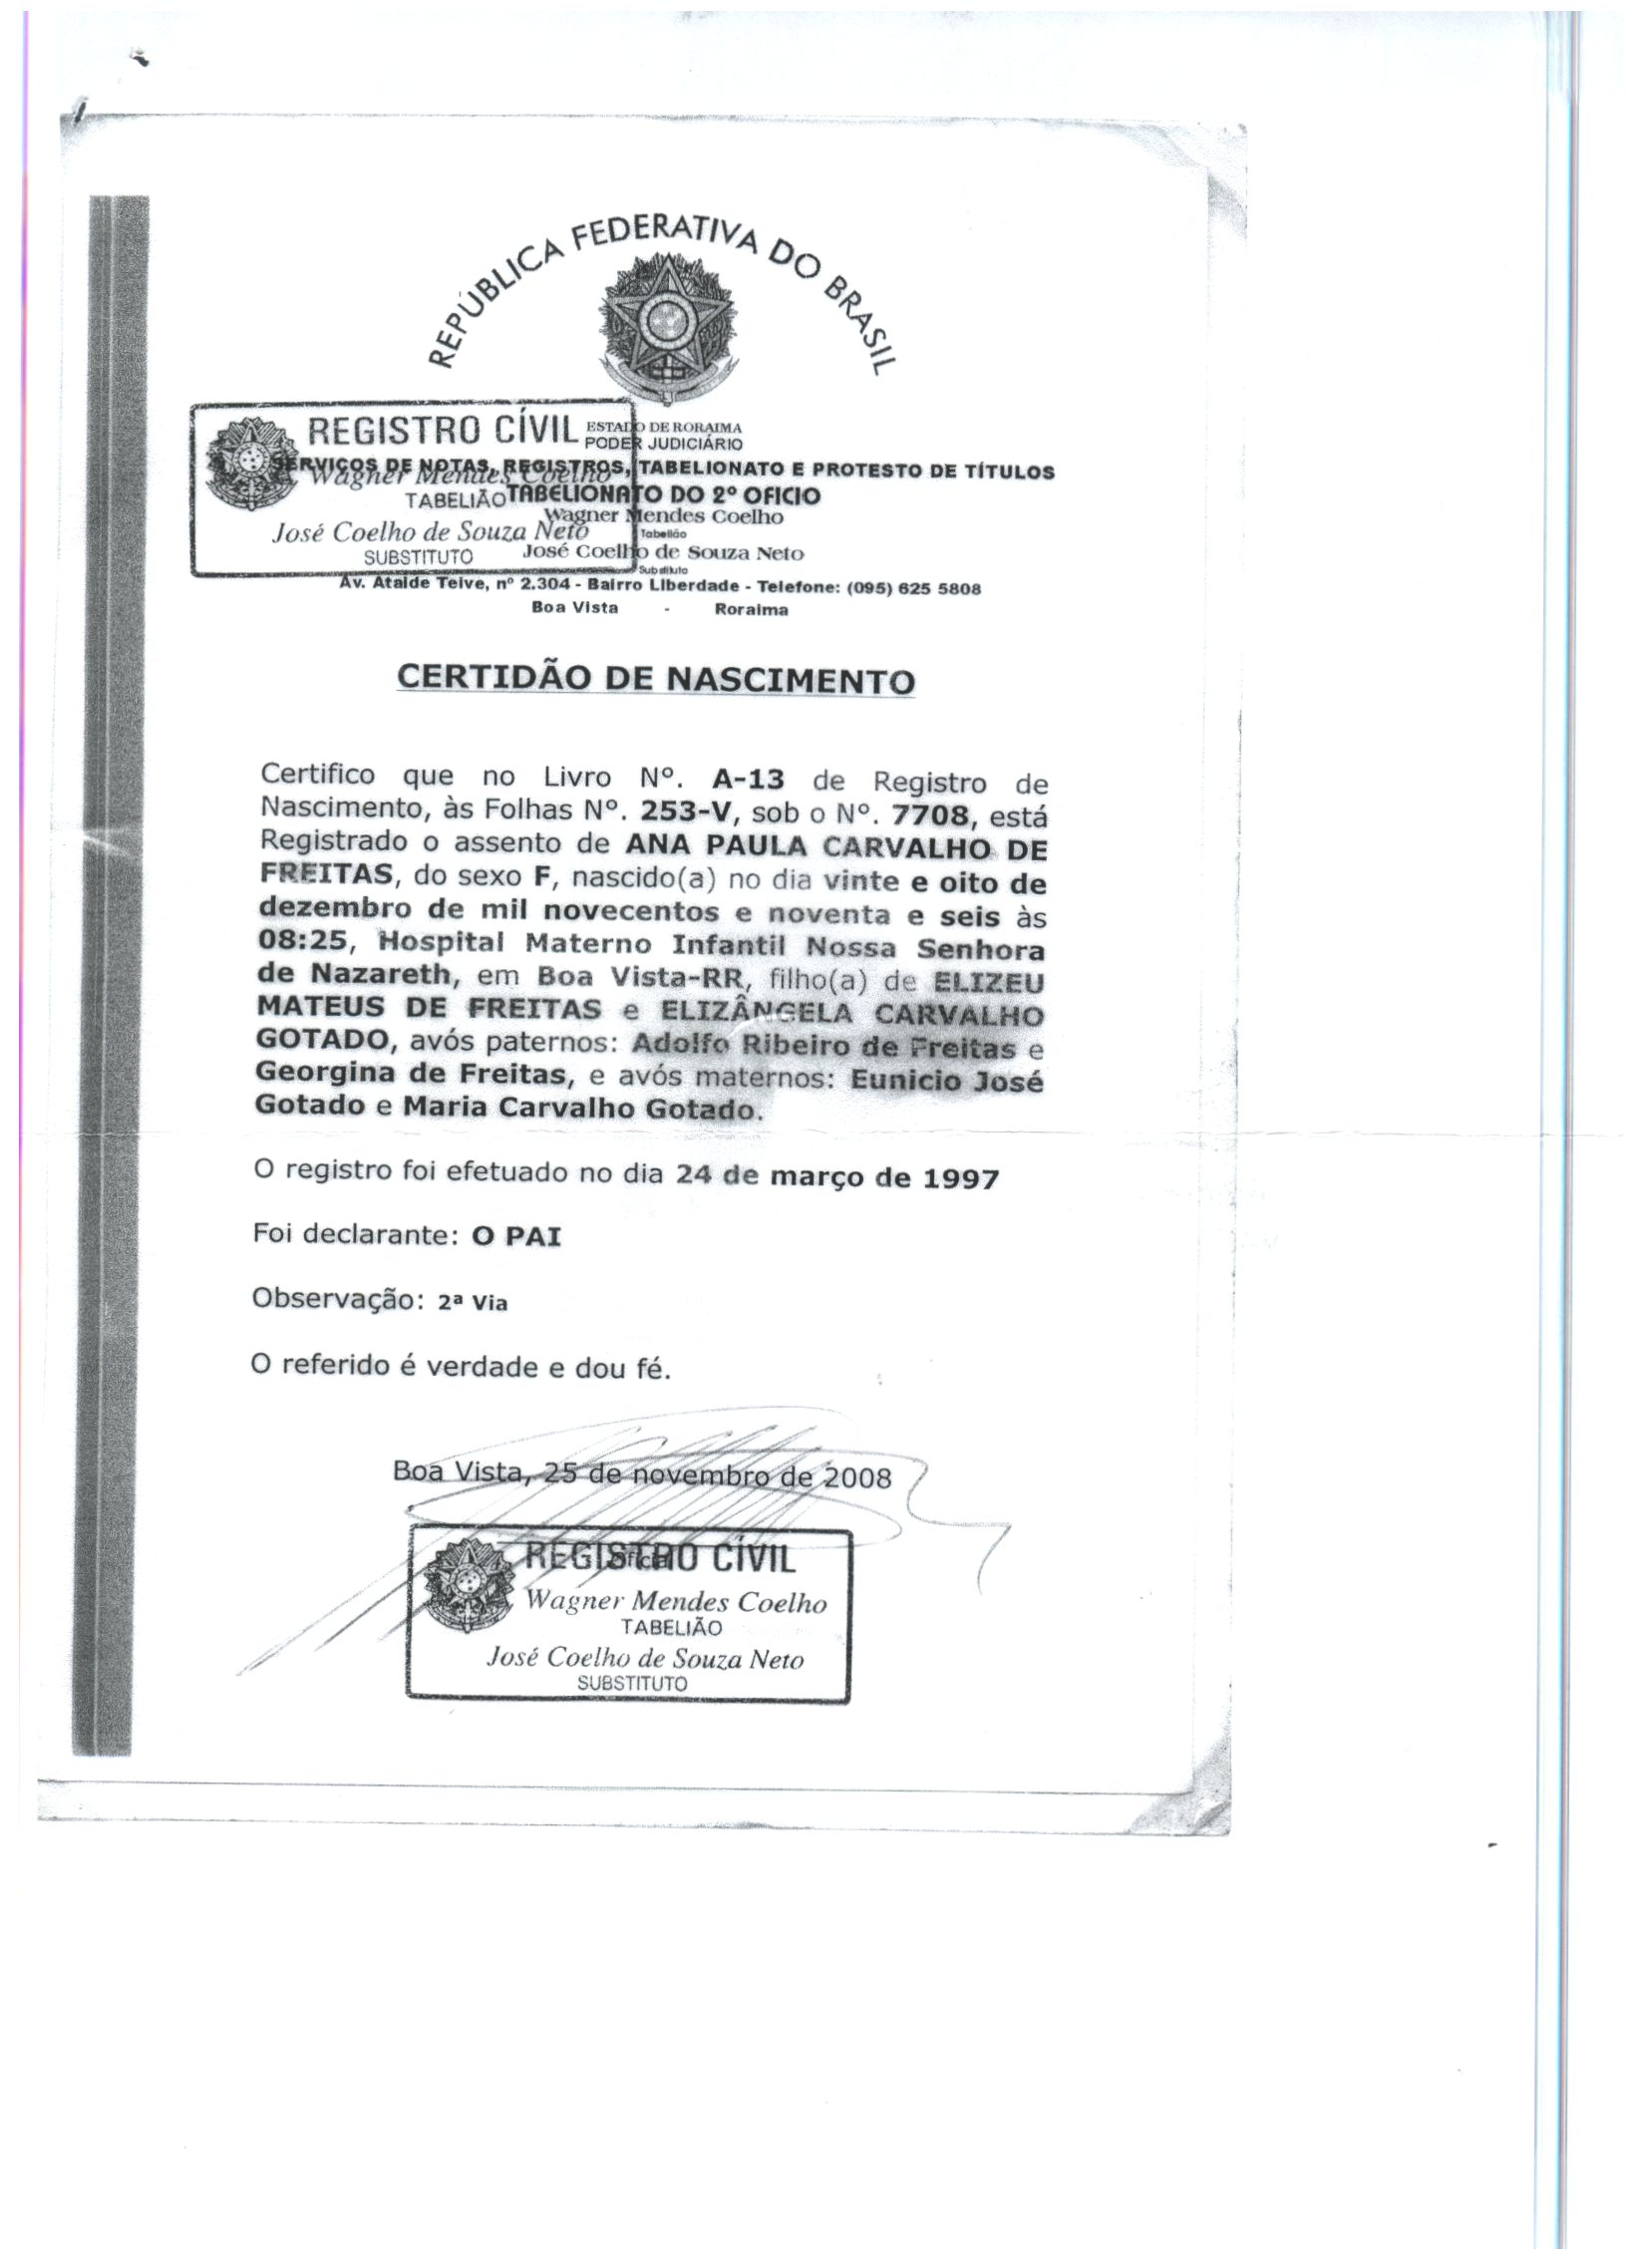 REPÚBLICA FEDERATIVA DO BRASIL
REGISTRO CÍVIL
ESTADO DE RORAIMA
PODER JUDICIÁRIO
SERVIÇOS DE NOTAS, REGISTROS, TABELIONATO E PROTESTO DE TÍTULOS
Wagner Mendes Coelho
TABELIÃO
TABELIONATO DO 2º OFICIO
Wagner Mendes Coelho
Tabelião
José Coelho de Souza Neto
SUBSTITUTO
José Coelho de Souza Neto
Substituto
Av. Ataíde Teive, nº 2.304 - Bairro Liberdade - Telefone: (095) 625 5808
Boa Vista - Roraima
CERTIDÃO DE NASCIMENTO
Certifico que no Livro Nº. A-13 de Registro de
Nascimento, às Folhas Nº. 253-V, sob o Nº. 7708, está
Registrado o assento de ANA PAULA CARVALHO DE
FREITAS, do sexo F, nascido(a) no dia vinte e oito de
dezembro de mil novecentos e noventa e seis às
08:25, Hospital Materno Infantil Nossa Senhora
de Nazareth, em Boa Vista-RR, filho(a) de ELIZEU
MATEUS DE FREITAS e ELIZÂNGELA CARVALHO
GOTADO, avós paternos: Adolfo Ribeiro de Freitas e
Georgina de Freitas, e avós maternos: Eunicio José
Gotado e Maria Carvalho Gotado.
O registro foi efetuado no dia 24 de março de 1997
Foi declarante: O PAI
Observação: 2ª Via
O referido é verdade e dou fé.
Boa Vista, 25 de novembro de 2008
REGISTRO CÍVIL
Wagner Mendes Coelho
TABELIÃO
José Coelho de Souza Neto
SUBSTITUTO